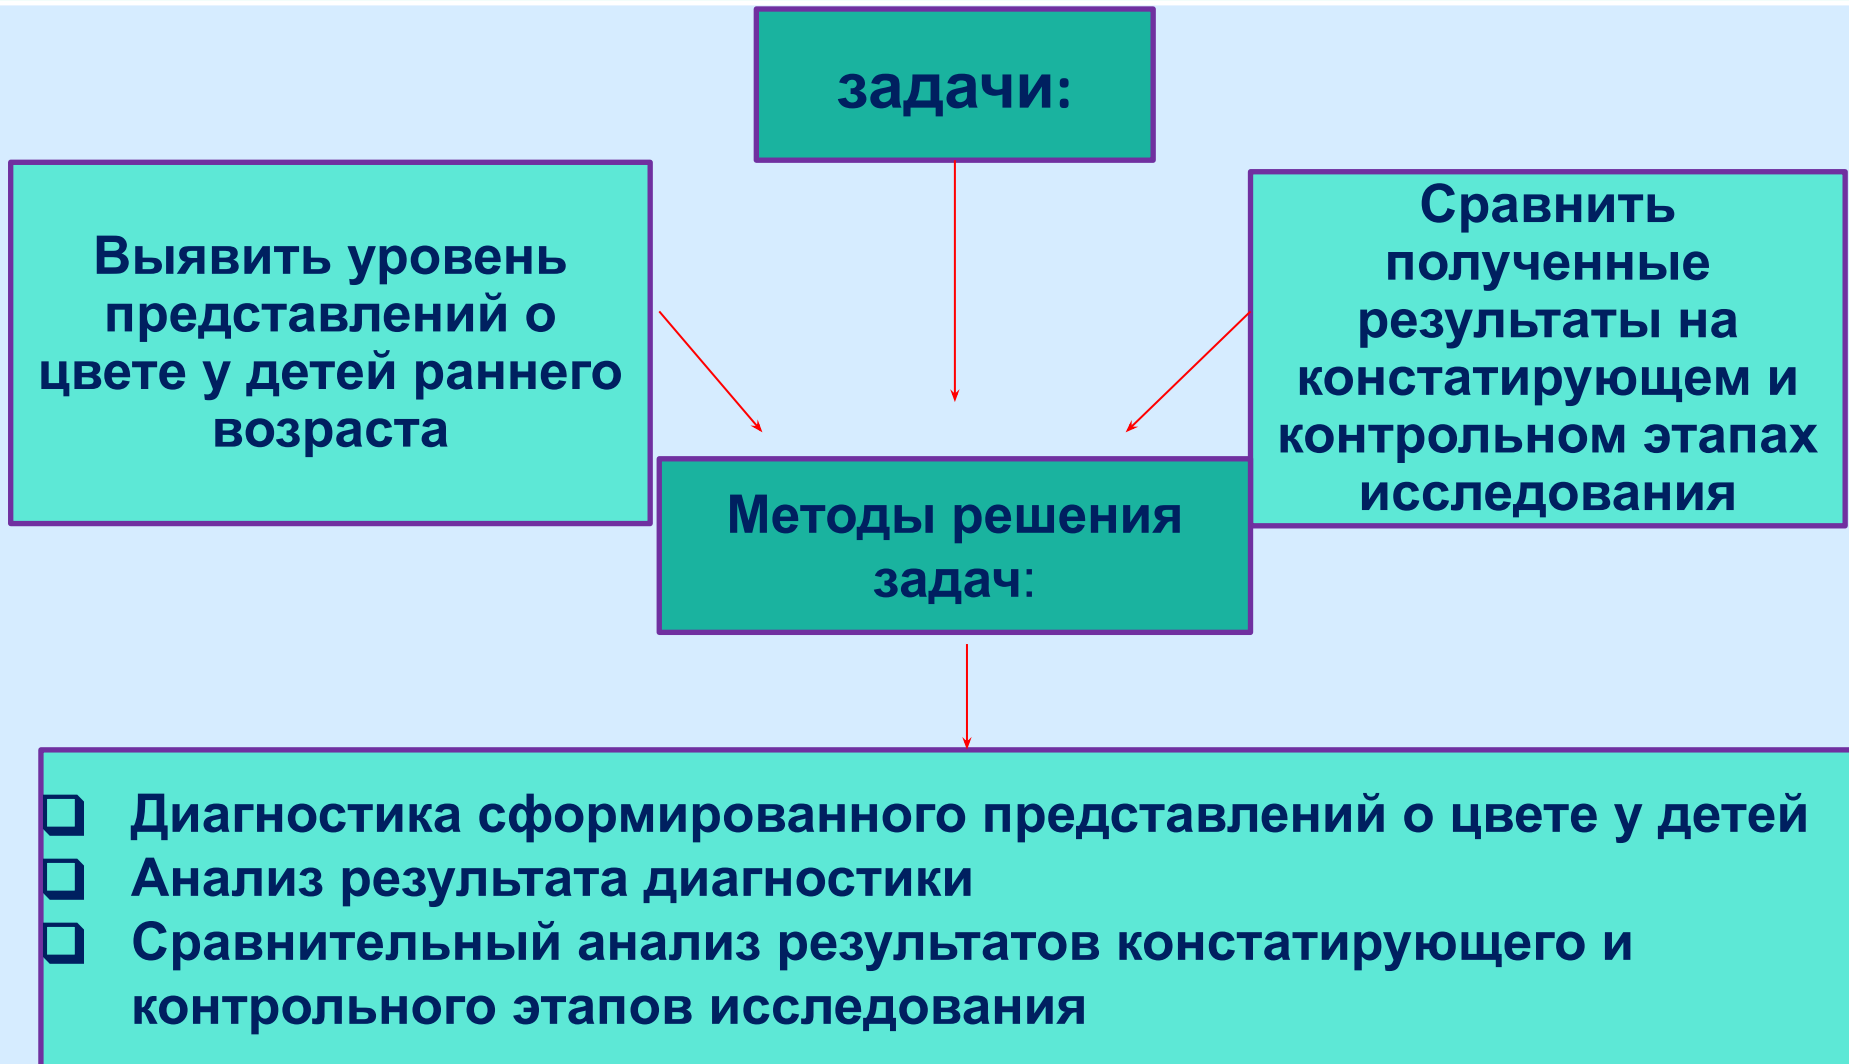 задачи:
Выявить уровень
представлений о
цвете у детей раннего
возраста
Сравнить
полученные
результаты на
констатирующем и
контрольном этапах
исследования
Методы решения
задач:
Диагностика сформированного представлений о цвете у детей
Анализ результата диагностики
Сравнительный анализ результатов констатирующего и
контрольного этапов исследования